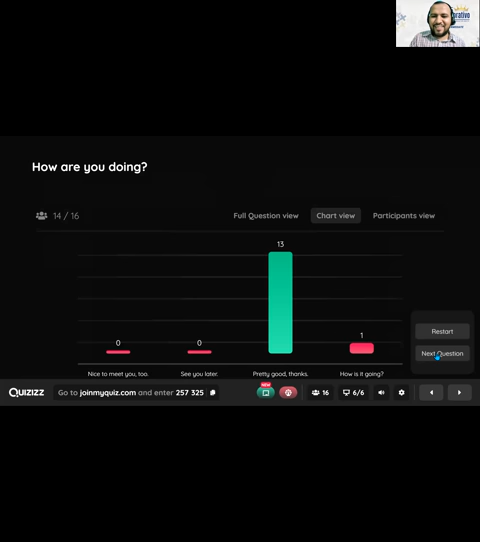 How are you doing?
14 / 16
Full Question view
Chart view
Participants view
13
1
0
0
Restart
Next Question
Nice to meet you, too.
See you later.
Pretty good, thanks.
How is it going?
QUIZIZZ
Go to joinmyquiz.com and enter 257 325
NEW
16
6/6